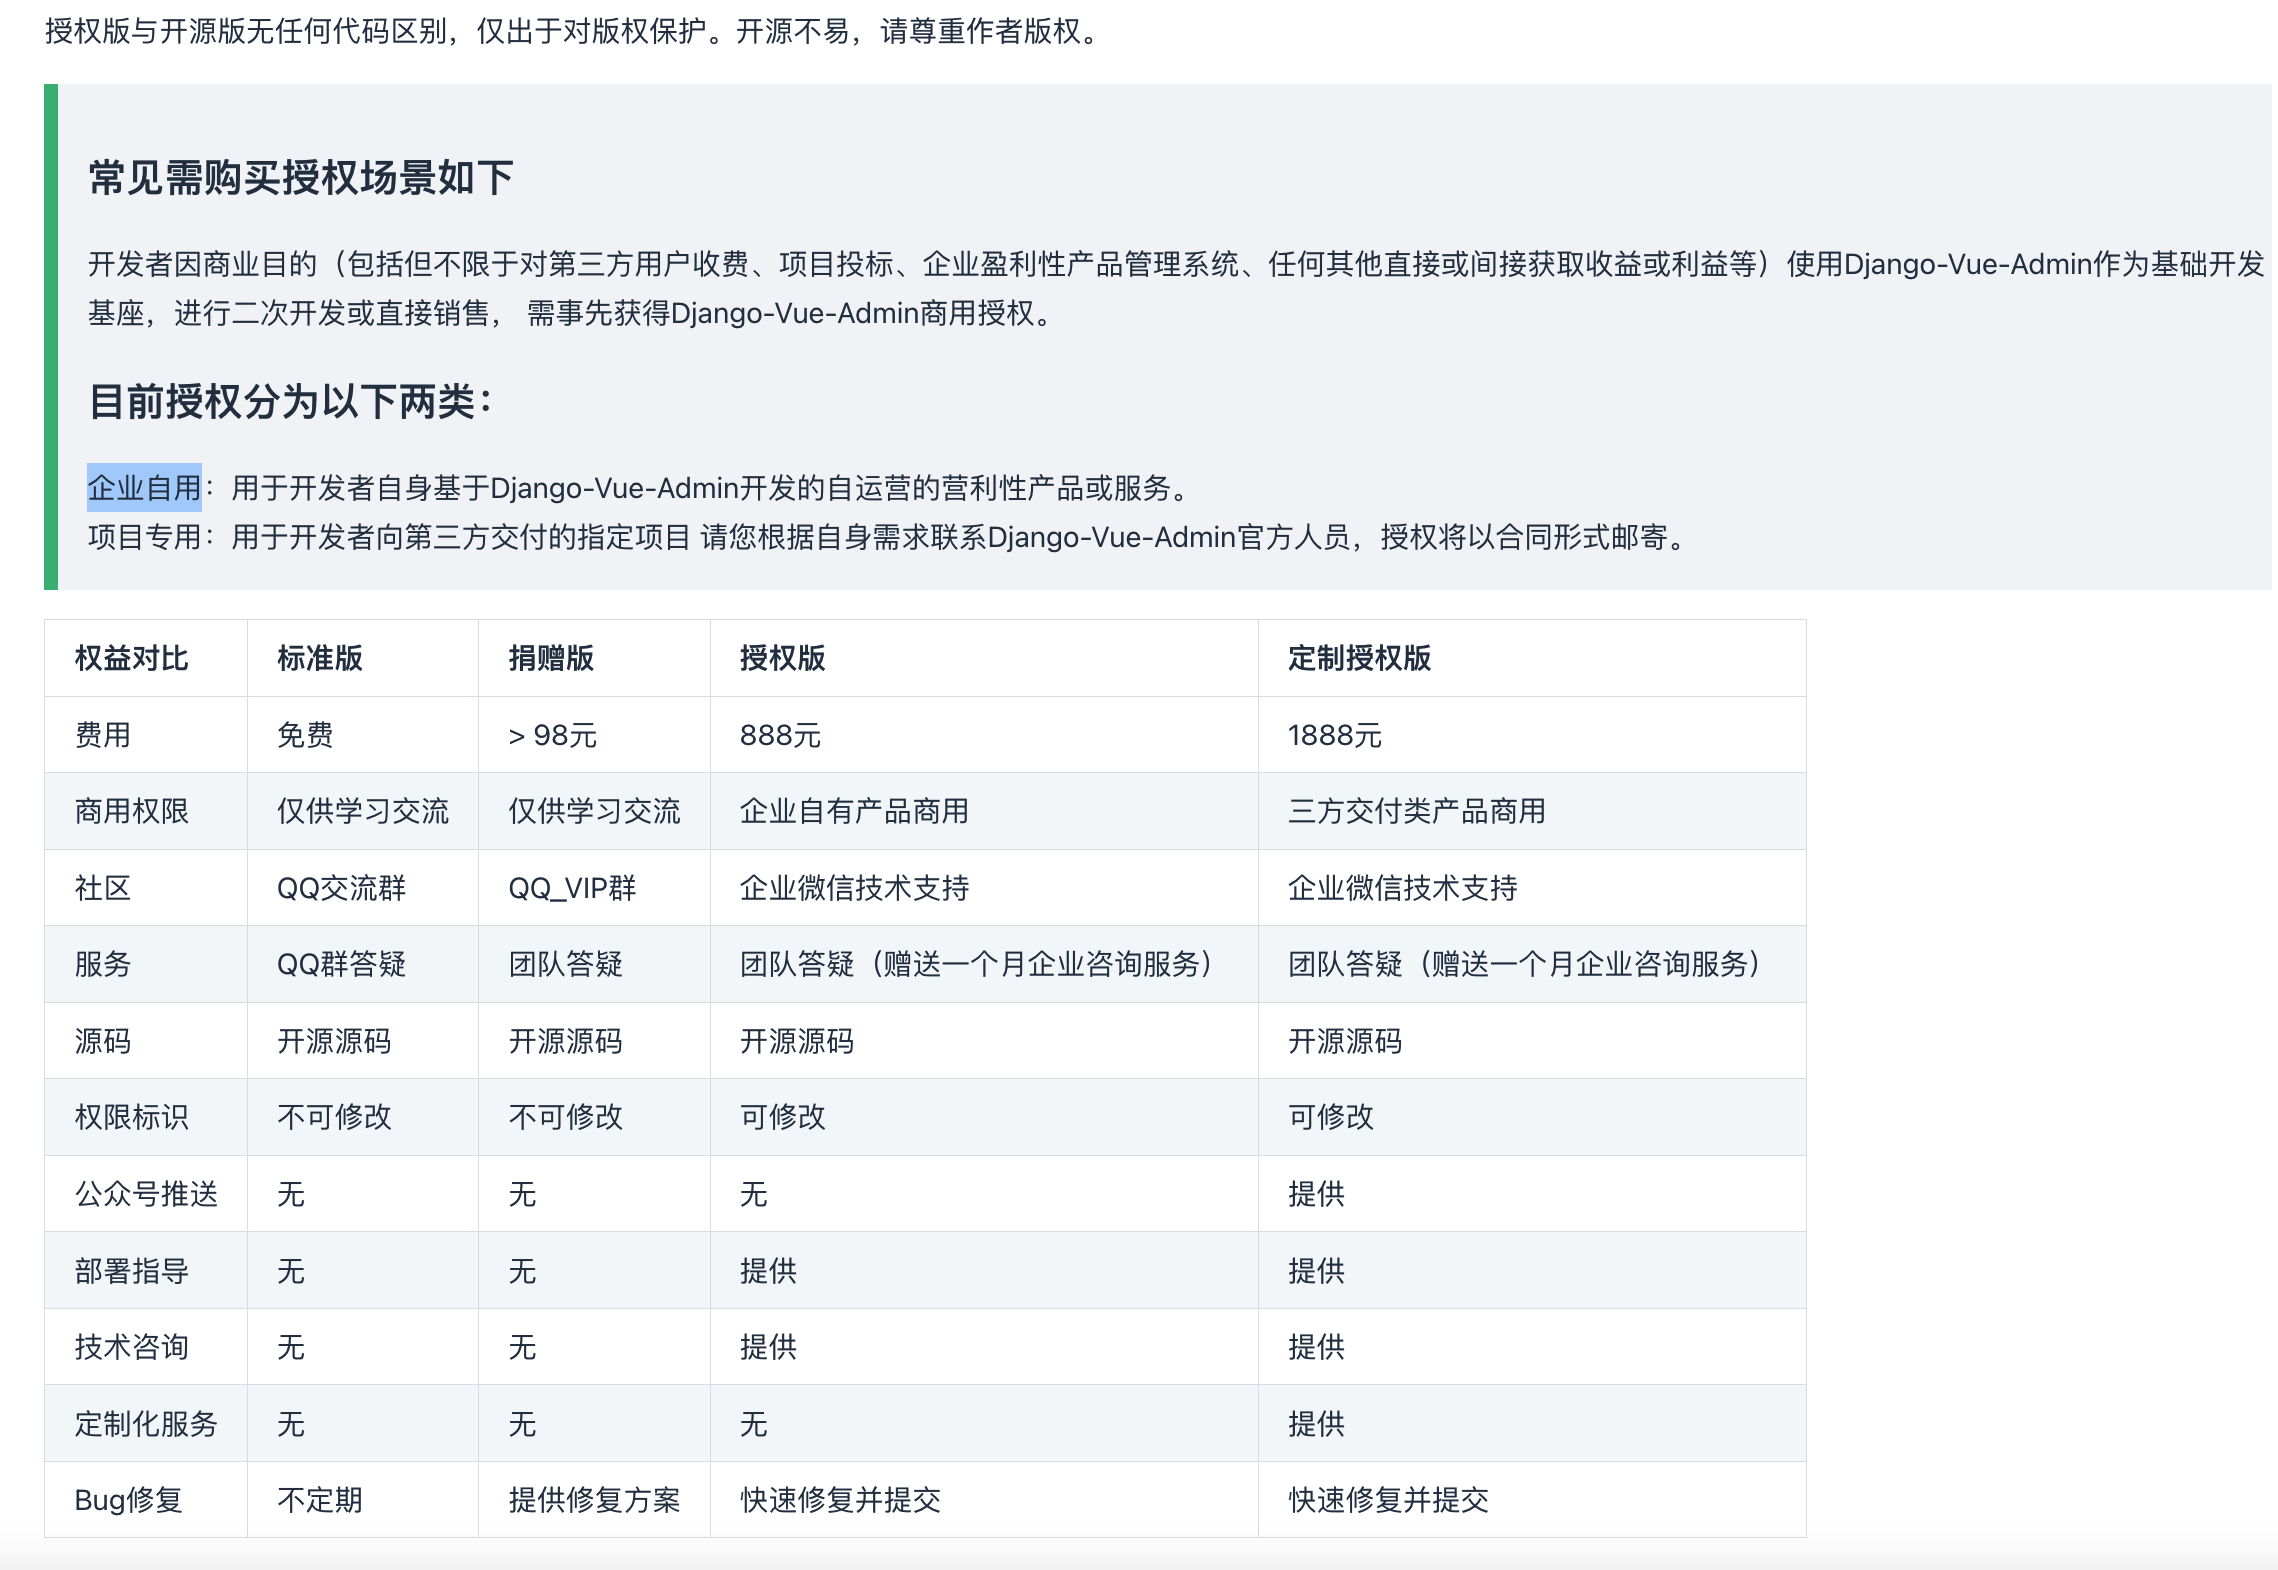 授权版与开源版无任何代码区别，仅出于对版权保护。开源不易，请尊重作者版权。
常见需购买授权场景如下
开发者因商业目的（包括但不限于对第三方用户收费、项目投标、企业盈利性产品管理系统、任何其他直接或间接获取收益或利益等）使用Django-Vue-Admin作为基础开发
基座，进行二次开发或直接销售， 需事先获得Django-Vue-Admin商用授权。
目前授权分为以下两类：
企业自用：用于开发者自身基于Django-Vue-Admin开发的自运营的营利性产品或服务。
项目专用：用于开发者向第三方交付的指定项目 请您根据自身需求联系Django-Vue-Admin官方人员，授权将以合同形式邮寄。
权益对比 标准版 捐赠版 授权版 定制授权版
费用 免费 > 98元 888元 1888元
商用权限 仅供学习交流 仅供学习交流 企业自有产品商用 三方交付类产品商用
社区 QQ交流群 QQ_VIP群 企业微信技术支持 企业微信技术支持
服务 QQ群答疑 团队答疑 团队答疑（赠送一个月企业咨询服务） 团队答疑（赠送一个月企业咨询服务）
源码 开源源码 开源源码 开源源码 开源源码
权限标识 不可修改 不可修改 可修改 可修改
公众号推送 无 无 无 提供
部署指导 无 无 提供 提供
技术咨询 无 无 提供 提供
定制化服务 无 无 无 提供
Bug修复 不定期 提供修复方案 快速修复并提交 快速修复并提交